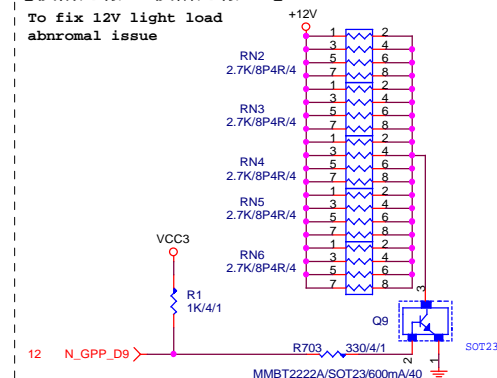 To fix 12V light load
abnromal issue
+12V
1 2
3 4
RN2
5 6
2.7K/8P4R/4
7 8
1 2
3 4
RN3
5 6
2.7K/8P4R/4
7 8
1 2
3 4
RN4
5 6
2.7K/8P4R/4
7 8
1 2
RN5
3 4
2.7K/8P4R/4
5 6
7 8
1 2
RN6
3 4
2.7K/8P4R/4
5 6
7 8
VCC3
R1
1K/4/1
3
Q9
SOT23
12 N_GPP_D9
R703 330/4/1
2 1
MMBT2222A/SOT23/600mA/40